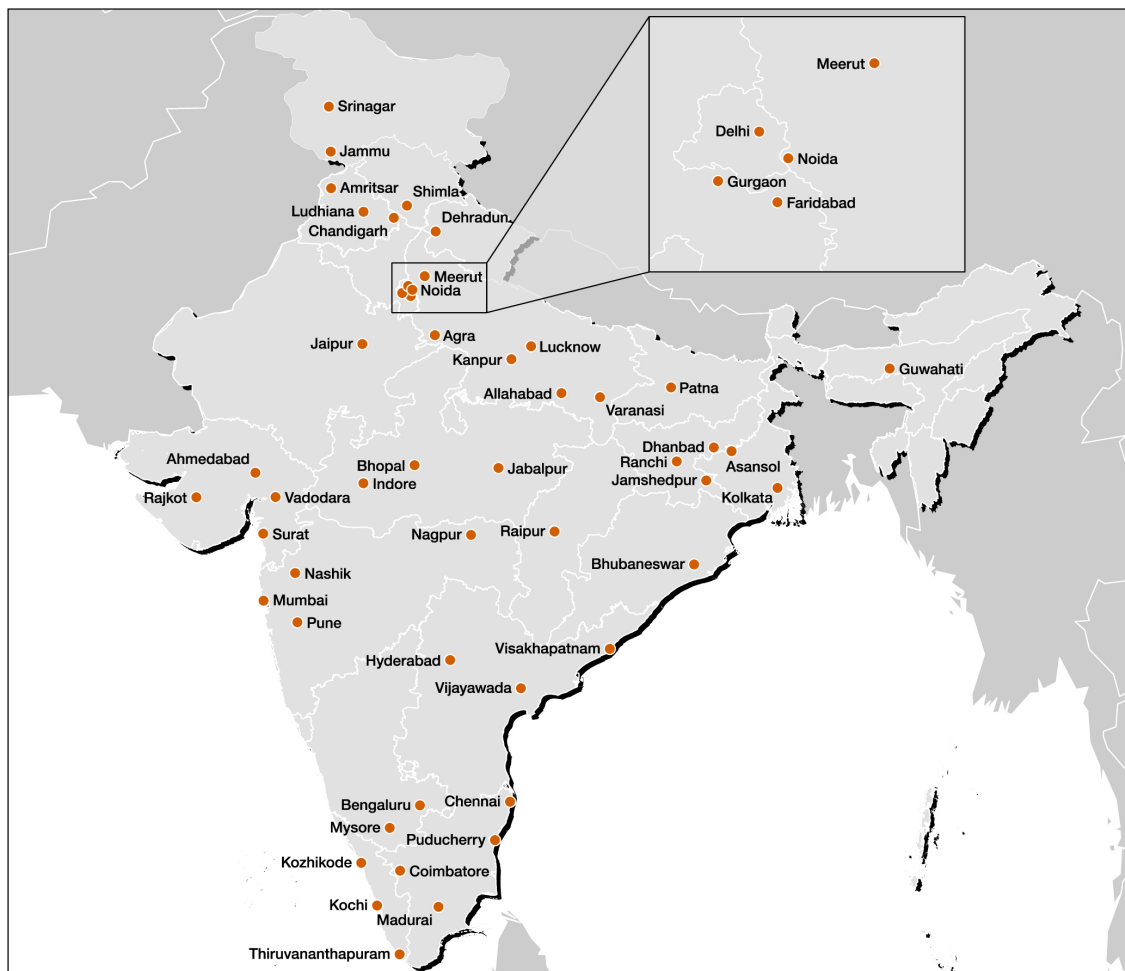 Meerut
Srinagar
Delhi
Jammu
Noida
Gurgaon
Amritsar
Shimla
Faridabad
Ludhiana
Dehradun
Chandigarh
Meerut
Noida
Agra
Jaipur
Lucknow
Kanpur
Guwahati
Patna
Allahabad
Varanasi
Dhanbad
Ahmedabad
Bhopal
Ranchi
Asansol
Jabalpur
Indore
Jamshedpur
Rajkot
Vadodara
Kolkata
Surat
Nagpur
Raipur
Bhubaneswar
Nashik
Mumbai
Pune
Visakhapatnam
Hyderabad
Vijayawada
Chennai
Bengaluru
Mysore
Puducherry
Kozhikode
Coimbatore
Kochi
Madurai
Thiruvananthapuram